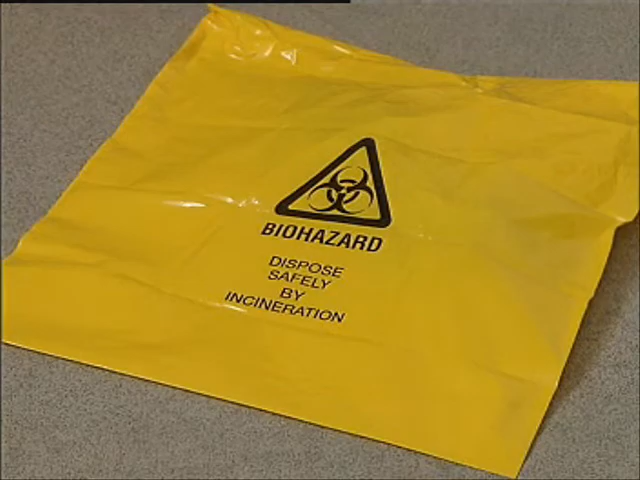 BIOHAZARD
DISPOSE
SAFELY
BY
INCINERATION